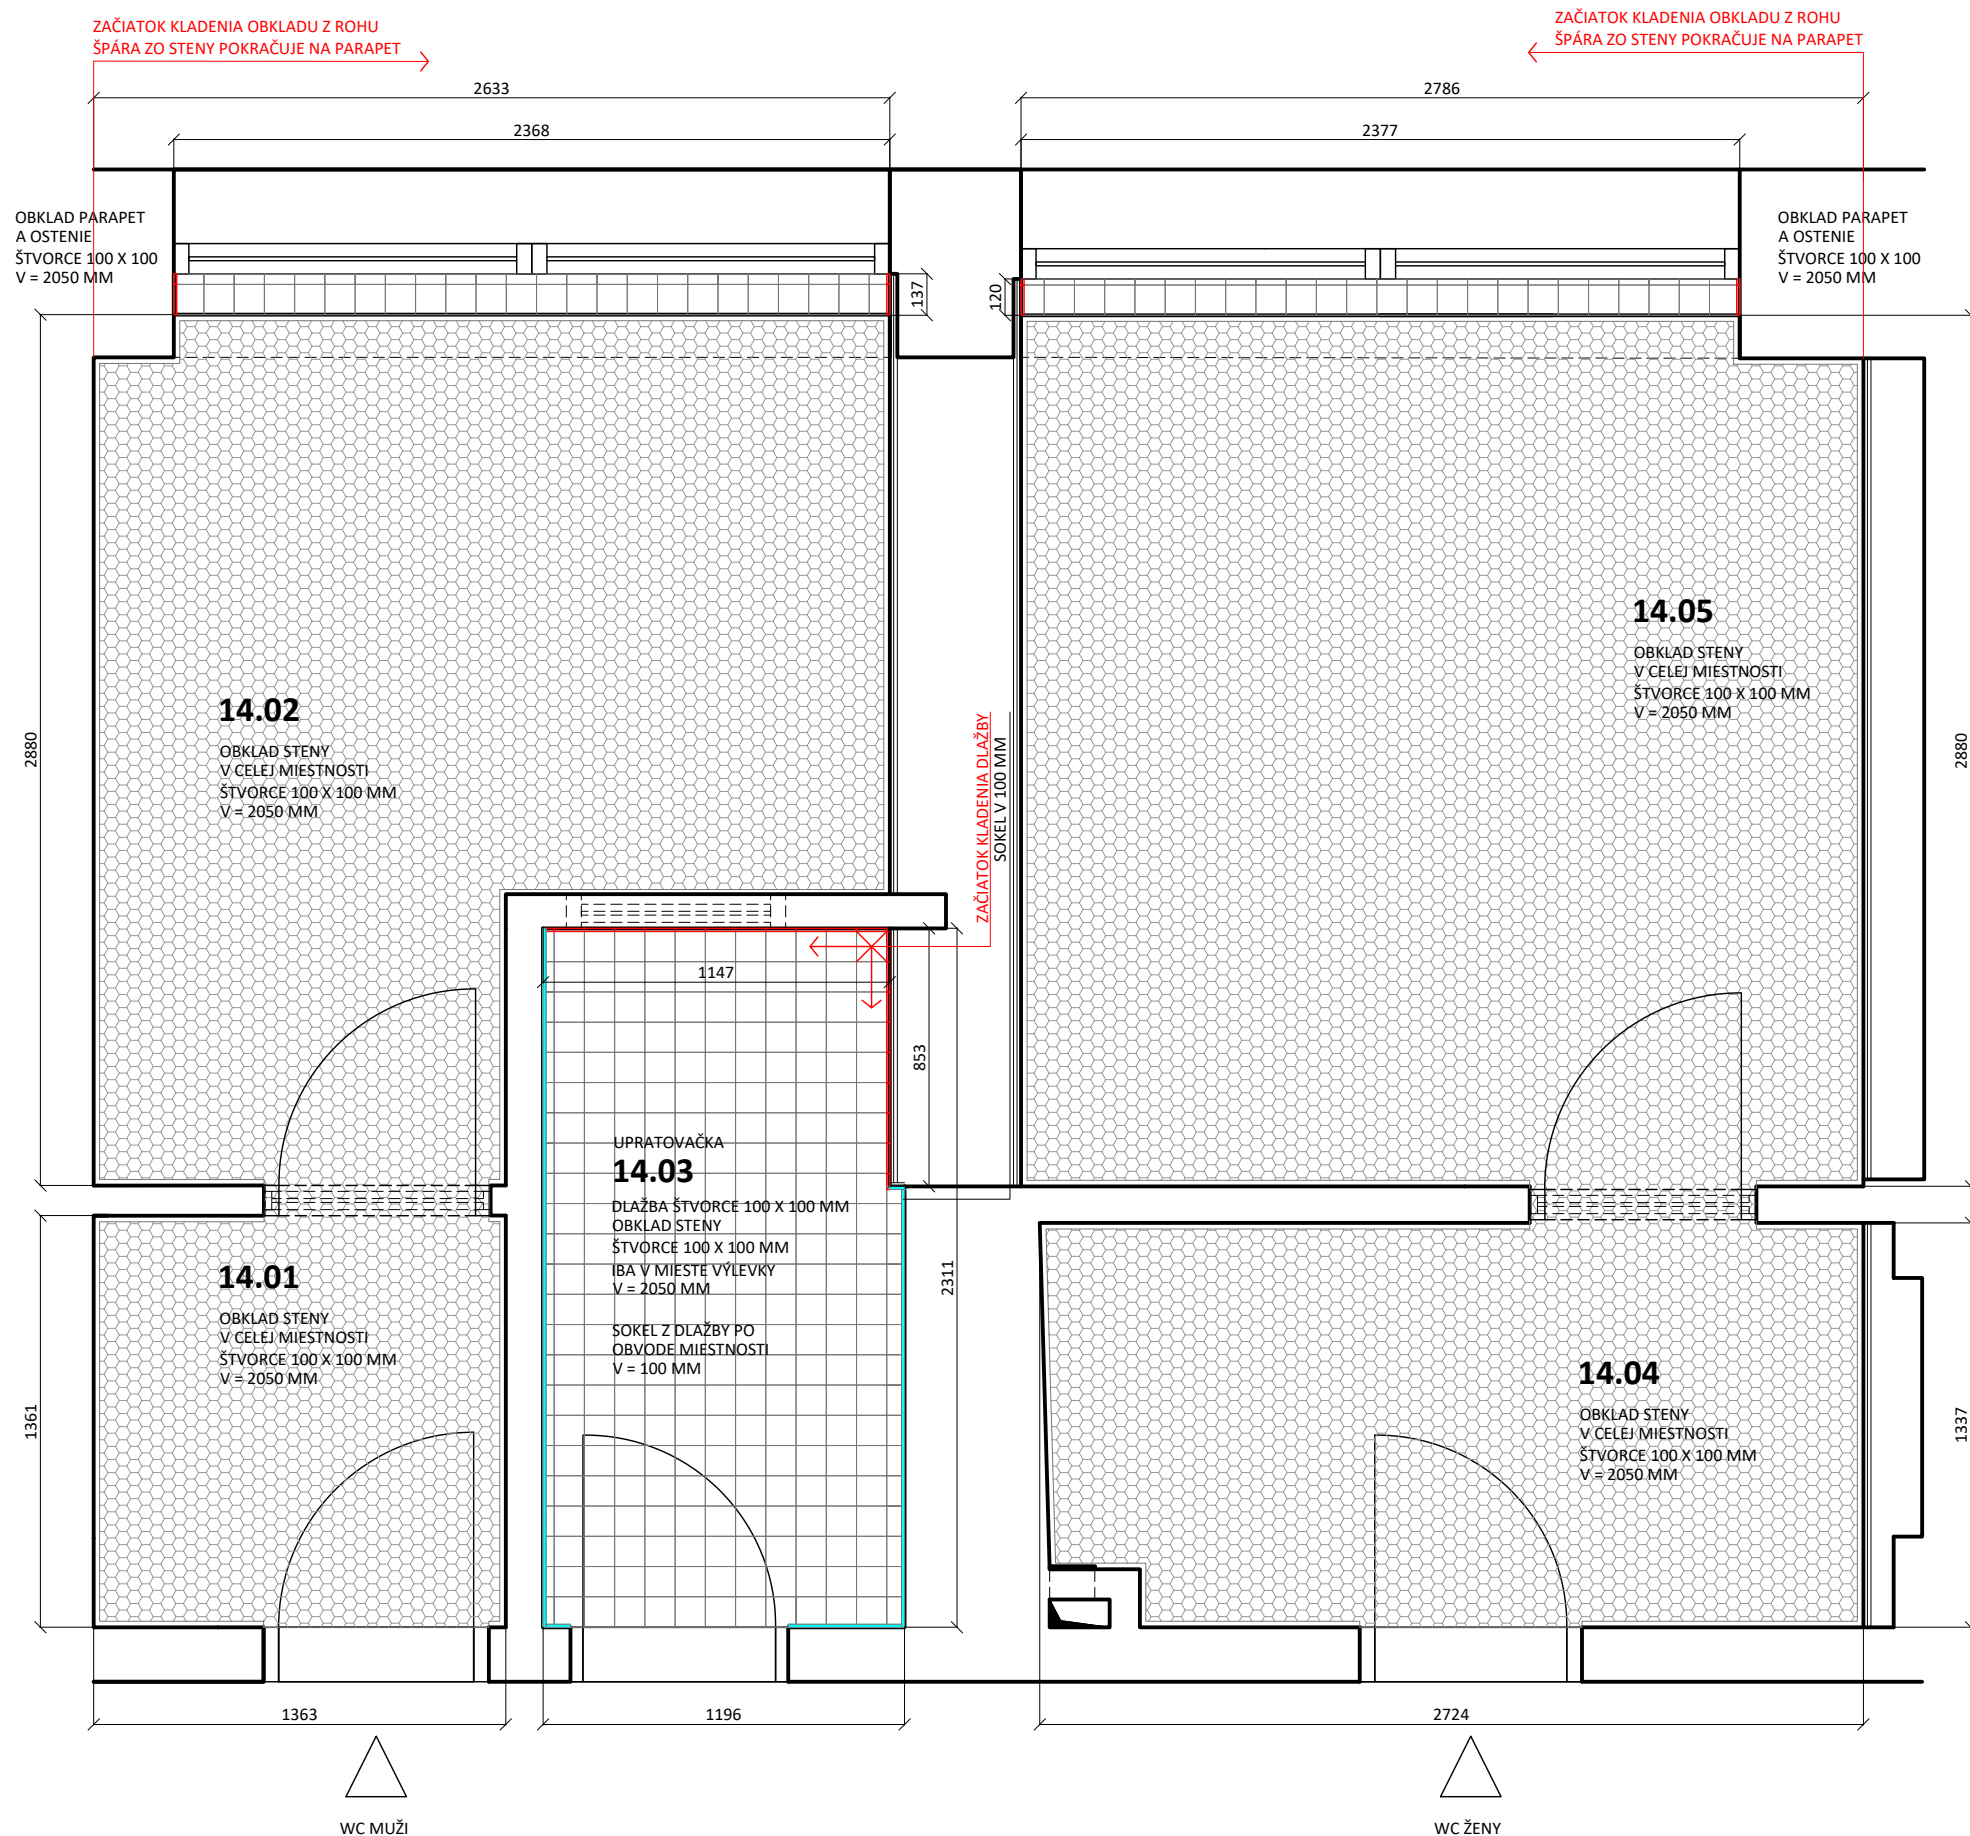 ZAČIATOK KLADENIA OBKLADU Z ROHU
ŠPÁRA ZO STENY POKRAČUJE NA PARAPET
ZAČIATOK KLADENIA OBKLADU Z ROHU
ŠPÁRA ZO STENY POKRAČUJE NA PARAPET
2633
2786
2368
2377
OBKLAD PARAPET
A OSTENIE
ŠTVORCE 100 X 100
V = 2050 MM
OBKLAD PARAPET
A OSTENIE
ŠTVORCE 100 X 100
V = 2050 MM
137
120
14.05
OBKLAD STENY
V CELEJ MIESTNOSTI
ŠTVORCE 100 X 100 MM
V = 2050 MM
14.02
OBKLAD STENY
V CELEJ MIESTNOSTI
ŠTVORCE 100 X 100 MM
V = 2050 MM
2880
2880
ZAČIATOK KLADENIA DLAŽBY
SOKEL V 100 MM
1147
853
UPRATOVAČKA
14.03
DLAŽBA ŠTVORCE 100 X 100 MM
OBKLAD STENY
ŠTVORCE 100 X 100 MM
IBA V MIESTE VÝLEVKY
V = 2050 MM
SOKEL Z DLAŽBY PO
OBVODE MIESTNOSTI
V = 100 MM
2311
14.01
OBKLAD STENY
V CELEJ MIESTNOSTI
ŠTVORCE 100 X 100 MM
V = 2050 MM
14.04
OBKLAD STENY
V CELEJ MIESTNOSTI
ŠTVORCE 100 X 100 MM
V = 2050 MM
1361
1337
1363
1196
2724
WC MUŽI
WC ŽENY